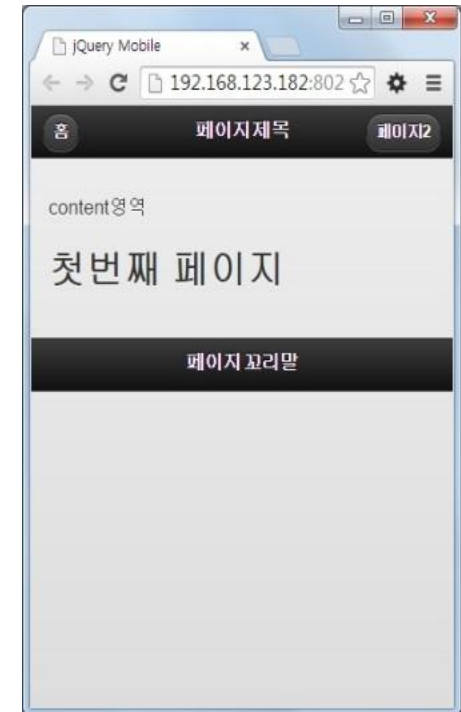 jQuery Mobile
192.168.123.182:802
홈 페이지제목 페이지2
content영역
첫번째 페이지
페이지 꼬리말